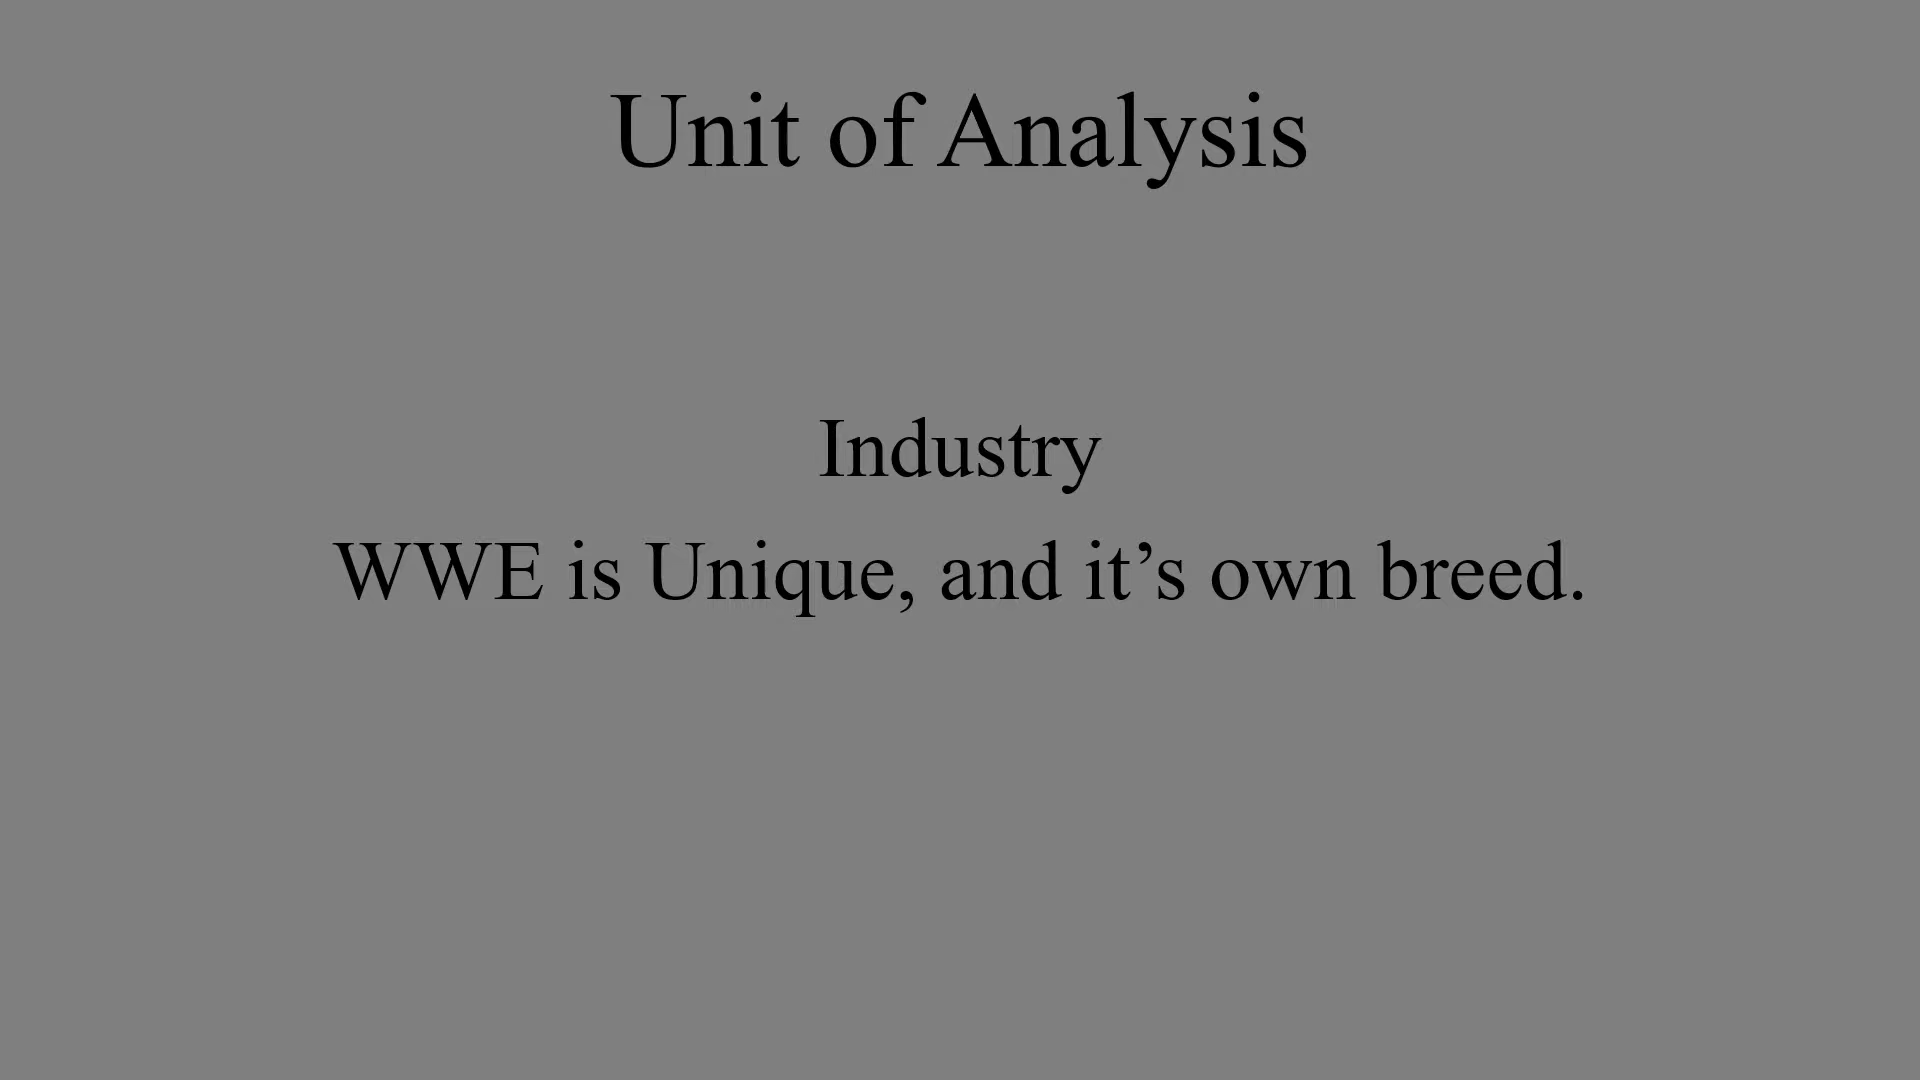 Unit of Analysis
Industry
WWE is Unique, and it’s own breed.